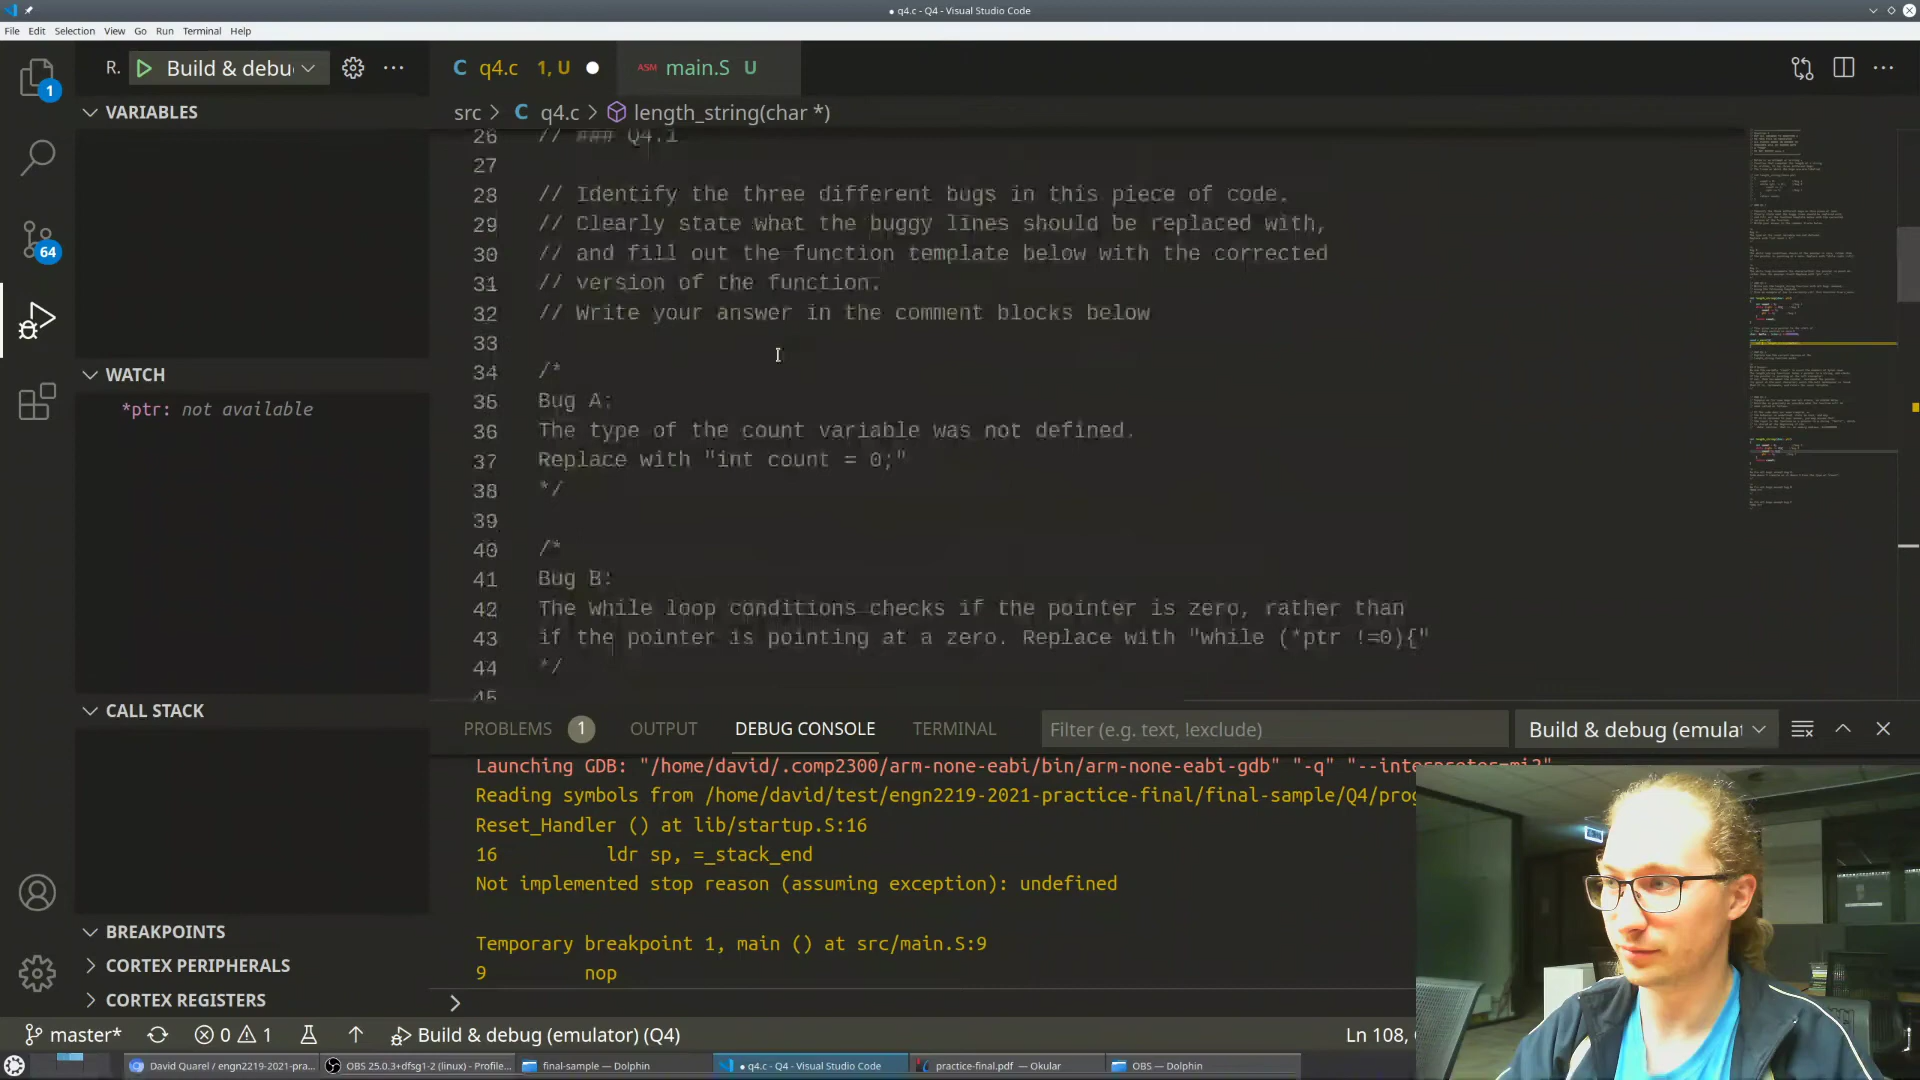 ● q4.c - Q4 - Visual Studio Code
File Edit Selection View Go Run Terminal Help
1
R. Build & debu
C q4.c 1, U ●
ASM main.S U
VARIABLES
src > C q4.c > length_string(char *)
26 // ### Q4.1
27
28 // Identify the three different bugs in this piece of code.
29 // Clearly state what the buggy lines should be replaced with,
30 // and fill out the function template below with the corrected
31 // version of the function.
32 // Write your answer in the comment blocks below
33
34 /*
35 Bug A:
36 The type of the count variable was not defined.
37 Replace with "int count = 0;"
38 */
39
40 /*
41 Bug B:
42 The while loop conditions checks if the pointer is zero, rather than
43 if the pointer is pointing at a zero. Replace with "while (*ptr !=0){"
44 */
45
64
WATCH
*ptr: not available
CALL STACK
BREAKPOINTS
CORTEX PERIPHERALS
CORTEX REGISTERS
PROBLEMS 1 OUTPUT DEBUG CONSOLE TERMINAL Filter (e.g. text, !exclude) Build & debug (emulat
Launching GDB: "/home/david/.comp2300/arm-none-eabi/bin/arm-none-eabi-gdb" "-q" "--interpreter=mi2"
Reading symbols from /home/david/test/engn2219-2021-practice-final/final-sample/Q4/prog
Reset_Handler () at lib/startup.S:16
16 ldr sp, =_stack_end
Not implemented stop reason (assuming exception): undefined
Temporary breakpoint 1, main () at src/main.S:9
9 nop
>
master* 0 1 Build & debug (emulator) (Q4) Ln 108,
David Quarel / engn2219-2021-pra... OBS 25.0.3+dfsg1-2 (linux) - Profile... final-sample — Dolphin ● q4.c - Q4 - Visual Studio Code practice-final.pdf — Okular OBS — Dolphin